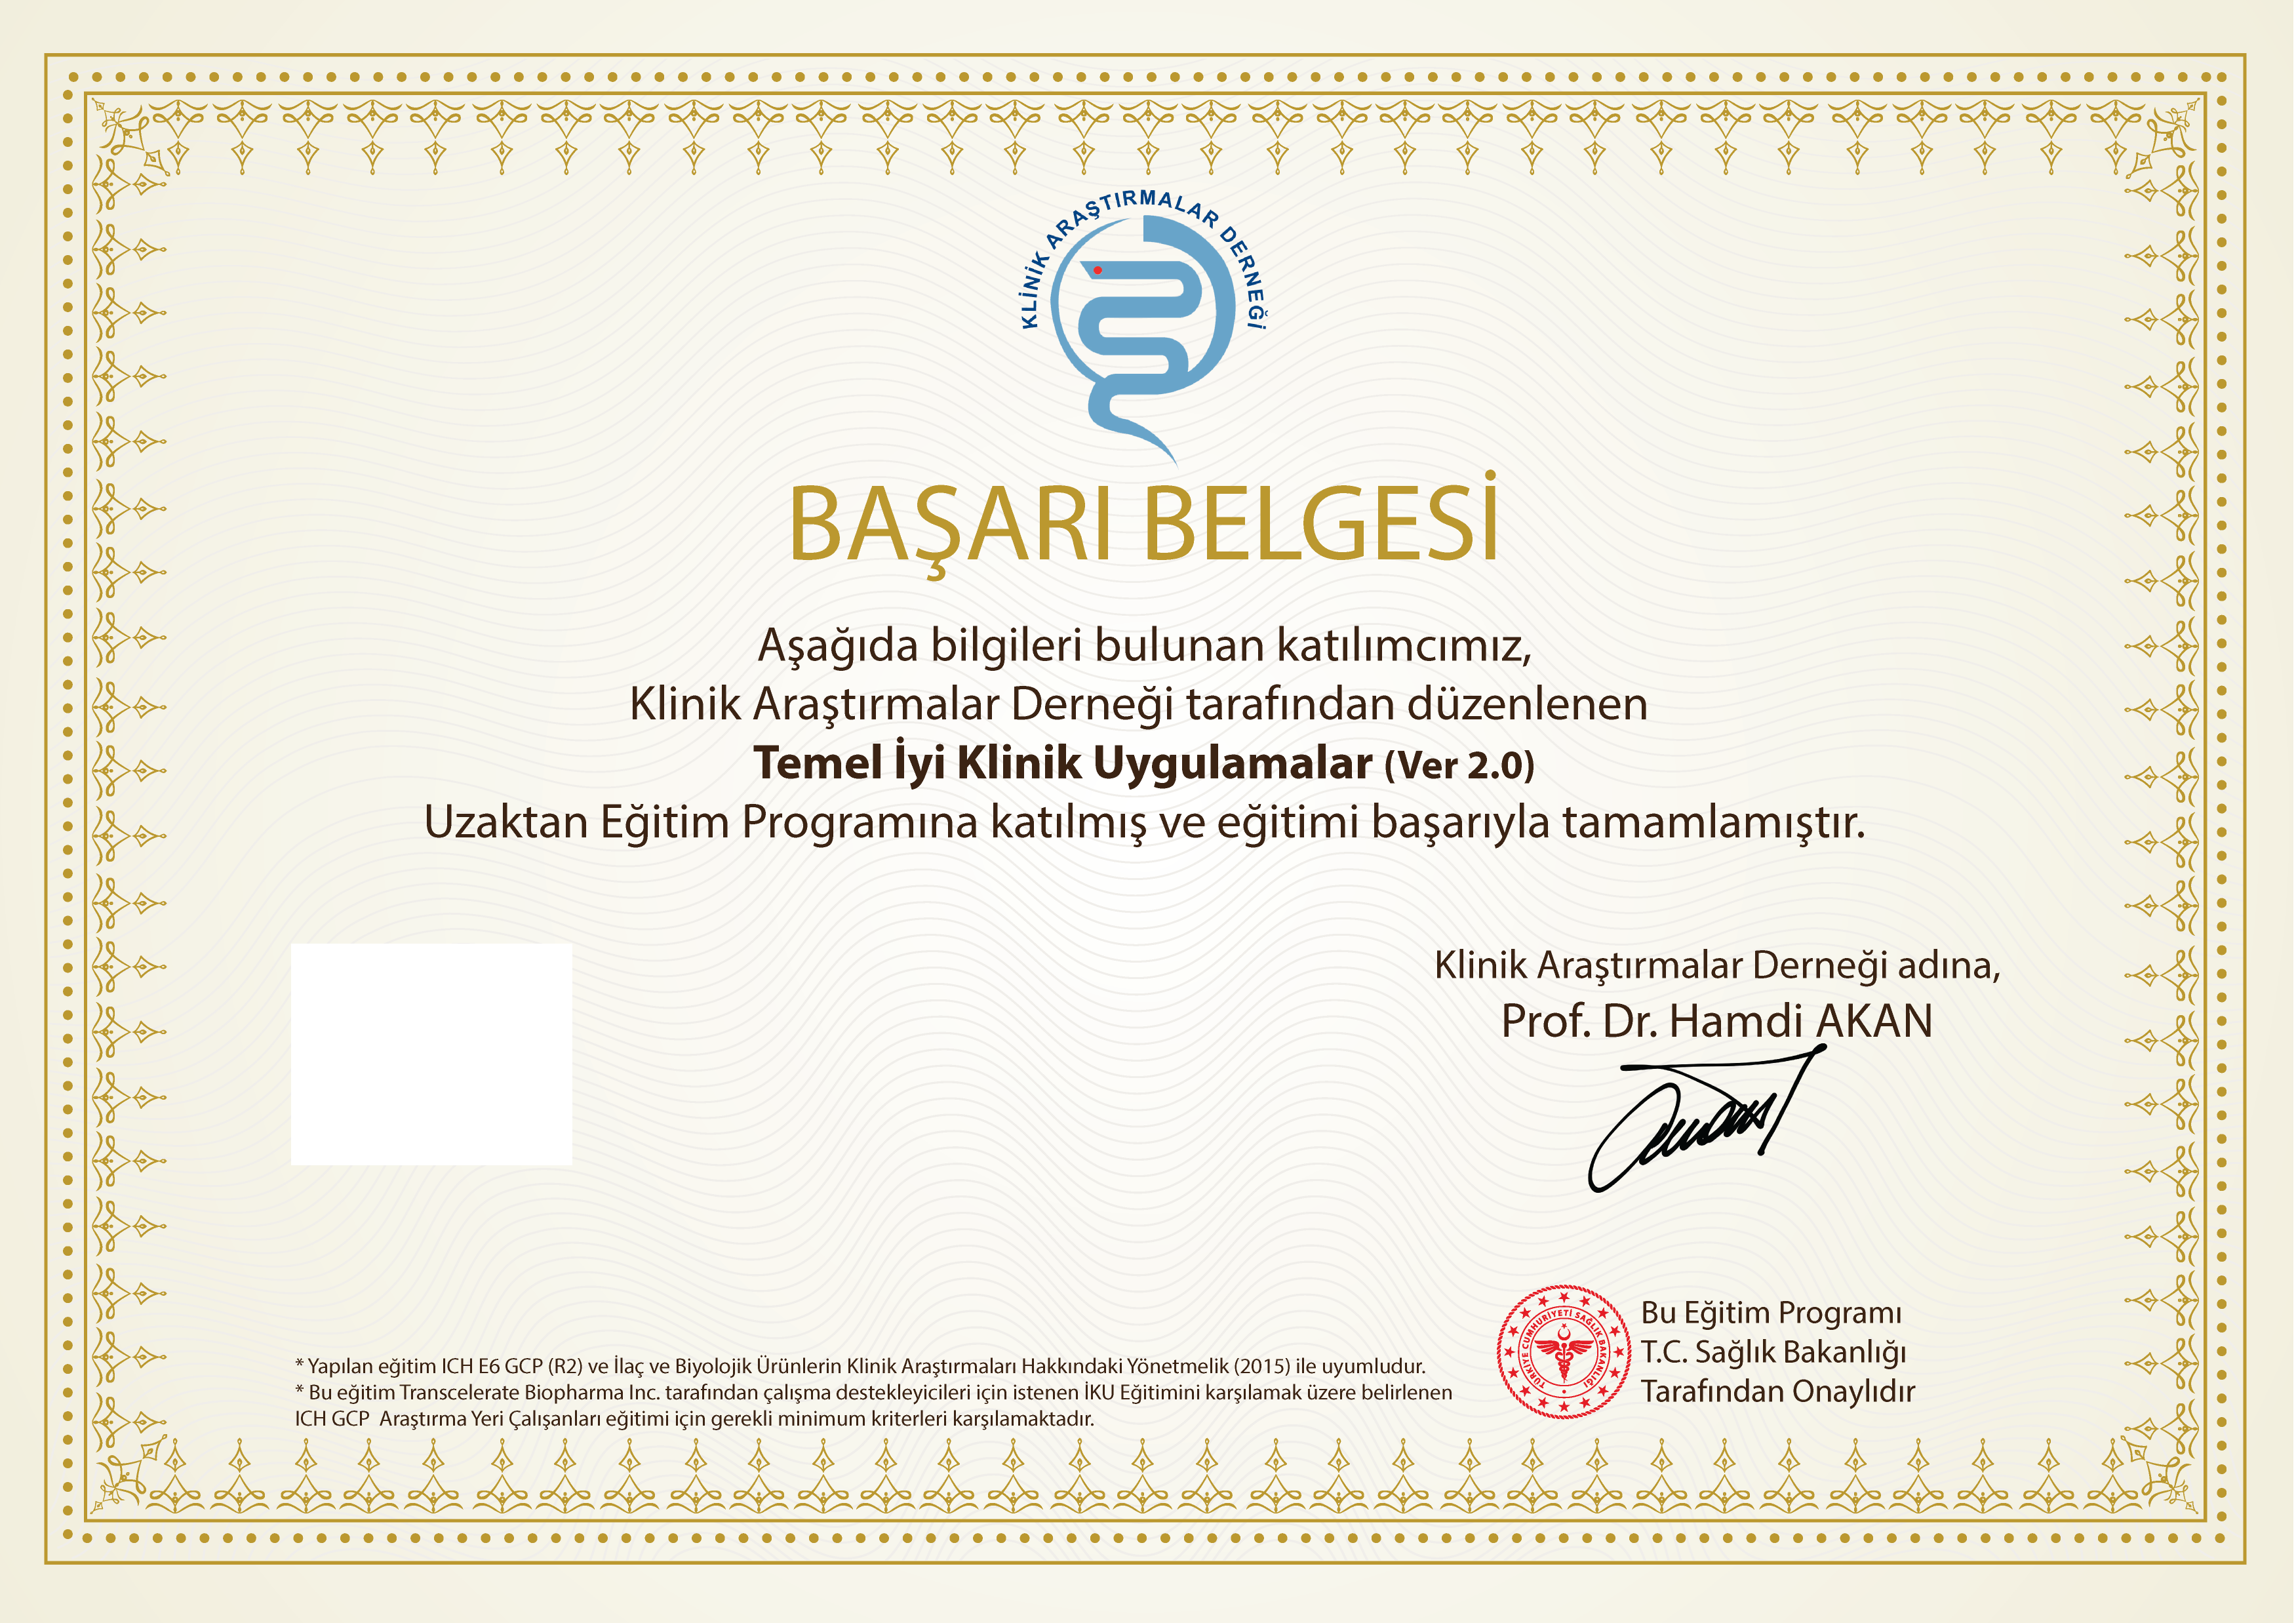 KLİNİK ARAŞTIRMALAR DERNEĞİ
BAŞARI BELGESİ
Aşağıda bilgileri bulunan katılımcımız,
Klinik Araştırmalar Derneği tarafından düzenlenen
Temel İyi Klinik Uygulamalar (Ver 2.0)
Uzaktan Eğitim Programına katılmış ve eğitimi başarıyla tamamlamıştır.
Klinik Araştırmalar Derneği adına,
Prof. Dr. Hamdi AKAN
TÜRKİYE CUMHURİYETİ SAĞLIK BAKANLIĞI
Bu Eğitim Programı
T.C. Sağlık Bakanlığı
Tarafından Onaylıdır
* Yapılan eğitim ICH E6 GCP (R2) ve İlaç ve Biyolojik Ürünlerin Klinik Araştırmaları Hakkındaki Yönetmelik (2015) ile uyumludur.
* Bu eğitim Transcelerate Biopharma Inc. tarafından çalışma destekleyicileri için istenen İKU Eğitimini karşılamak üzere belirlenen
ICH GCP  Araştırma Yeri Çalışanları eğitimi için gerekli minimum kriterleri karşılamaktadır.